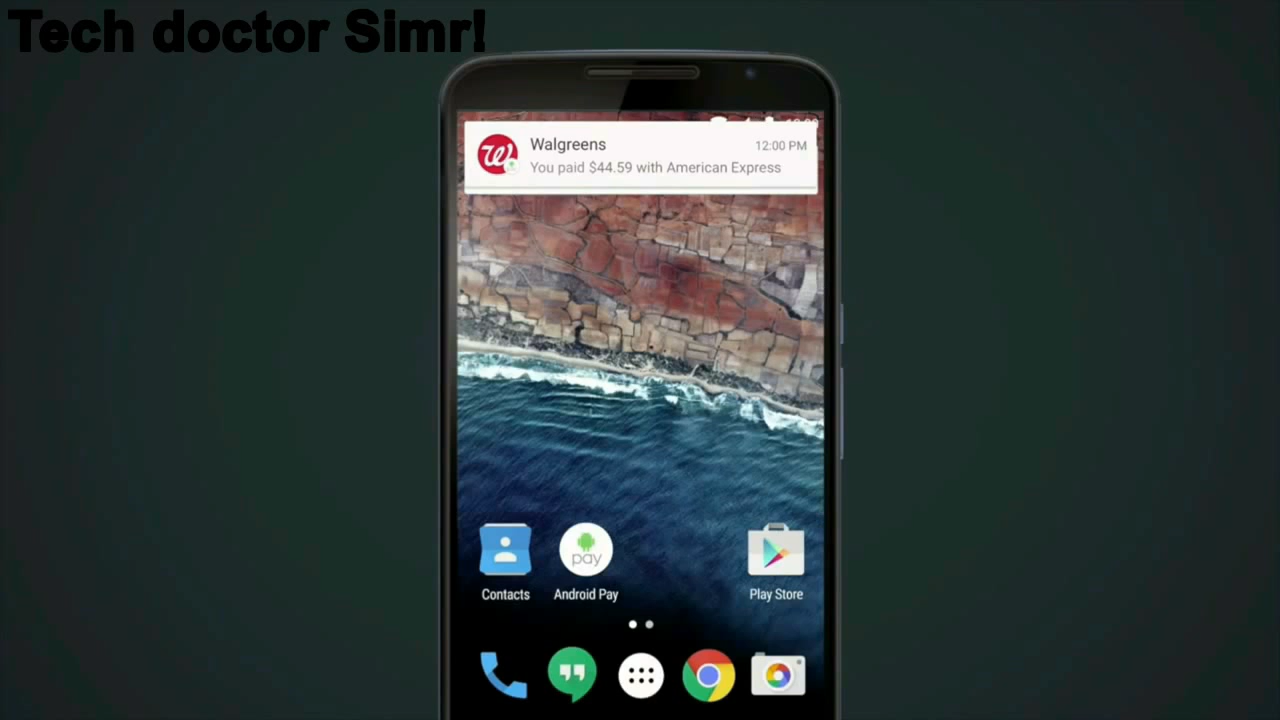 Tech doctor Simr!
Walgreens
12:00 PM
You paid $44.59 with American Express
pay
Contacts
Android Pay
Play Store